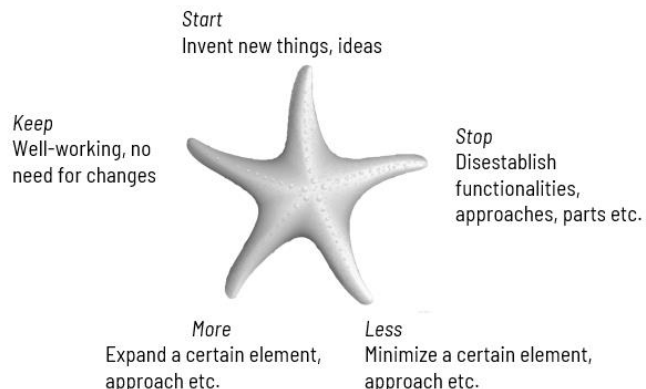 Start
Invent new things, ideas
Keep
Well-working, no
need for changes
Stop
Disestablish
functionalities,
approaches, parts etc.
More
Expand a certain element,
approach etc.
Less
Minimize a certain element,
approach etc.